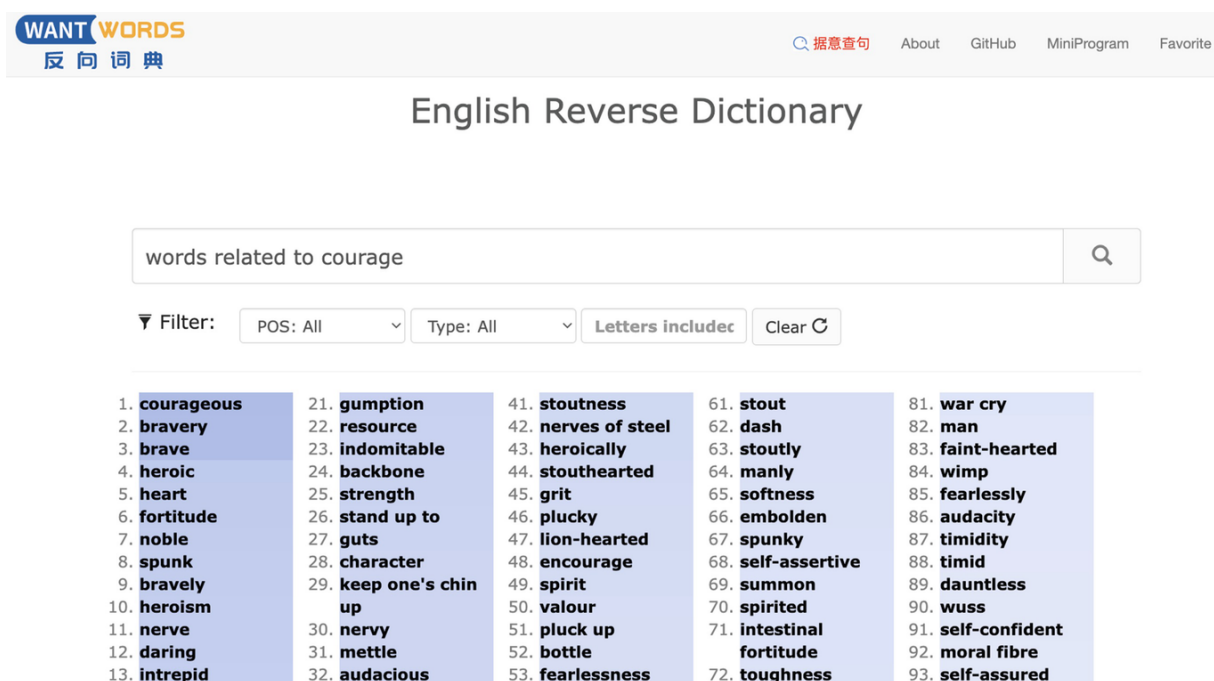 WANT WORDS
反向词典
据意查句 About GitHub MiniProgram Favorite
English Reverse Dictionary
words related to courage
Filter: POS: All Type: All Letters included Clear
1. courageous
2. bravery
3. brave
4. heroic
5. heart
6. fortitude
7. noble
8. spunk
9. bravely
10. heroism
11. nerve
12. daring
13. intrepid
21. gumption
22. resource
23. indomitable
24. backbone
25. strength
26. stand up to
27. guts
28. character
29. keep one's chin
up
30. nervy
31. mettle
32. audacious
41. stoutness
42. nerves of steel
43. heroically
44. stouthearted
45. grit
46. plucky
47. lion-hearted
48. encourage
49. spirit
50. valour
51. pluck up
52. bottle
53. fearlessness
61. stout
62. dash
63. stoutly
64. manly
65. softness
66. embolden
67. spunky
68. self-assertive
69. summon
70. spirited
71. intestinal
fortitude
72. toughness
81. war cry
82. man
83. faint-hearted
84. wimp
85. fearlessly
86. audacity
87. timidity
88. timid
89. dauntless
90. wuss
91. self-confident
92. moral fibre
93. self-assured